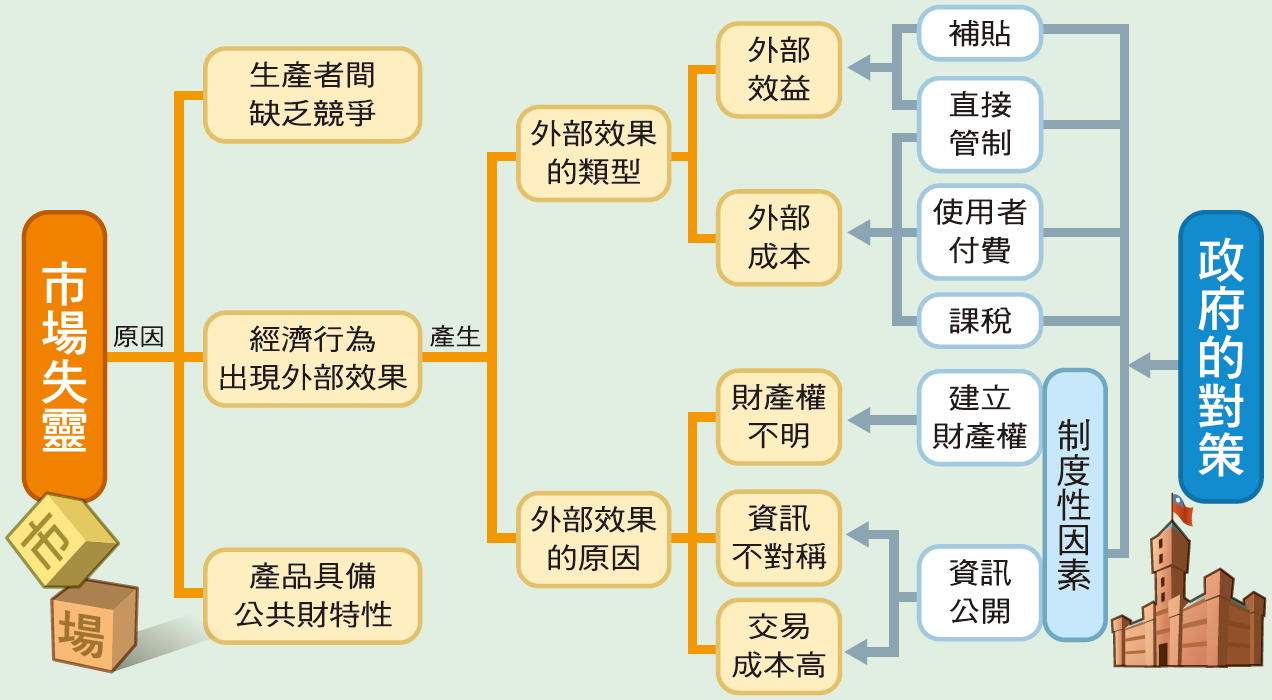 市場失靈
市
場
原因
生產者間
缺乏競爭
經濟行為
出現外部效果
產品具備
公共財特性
產生
外部效果
的類型
外部效果
的原因
外部
效益
外部
成本
財產權
不明
資訊
不對稱
交易
成本高
補貼
直接
管制
使用者
付費
課稅
建立
財產權
資訊
公開
制度性因素
政府的對策